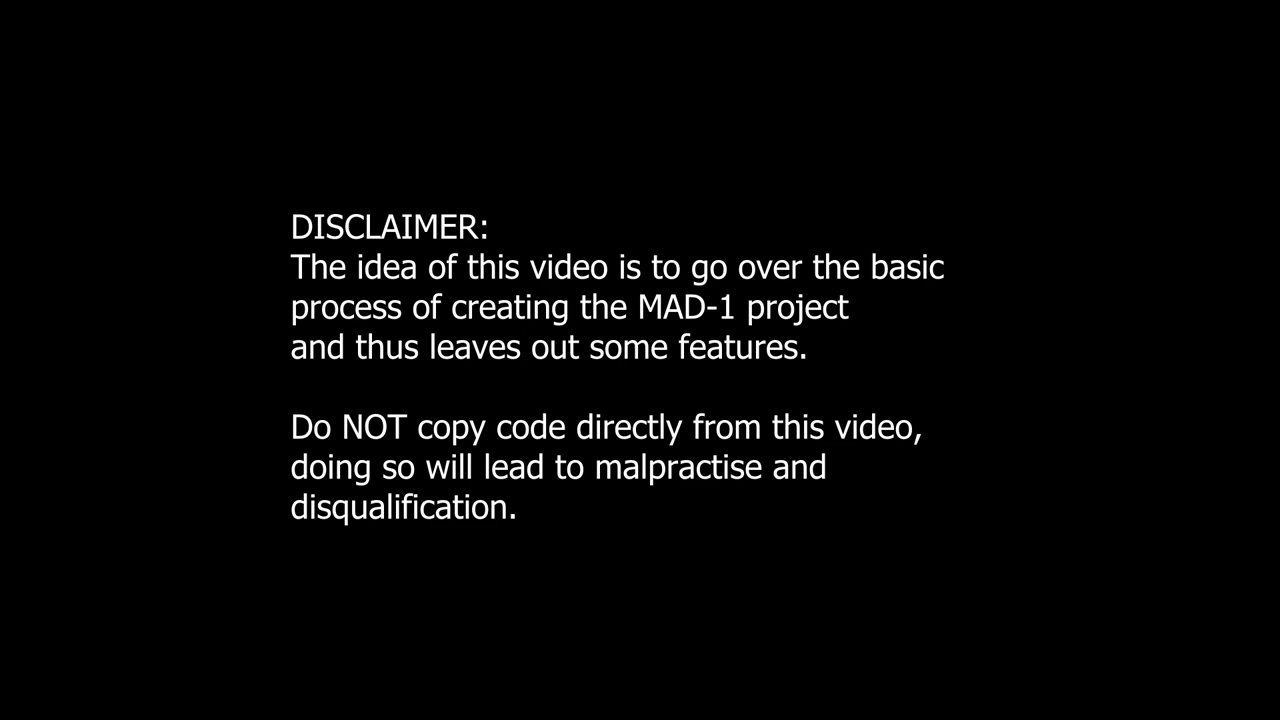 DISCLAIMER:
The idea of this video is to go over the basic
process of creating the MAD-1 project
and thus leaves out some features.
Do NOT copy code directly from this video,
doing so will lead to malpractise and
disqualification.